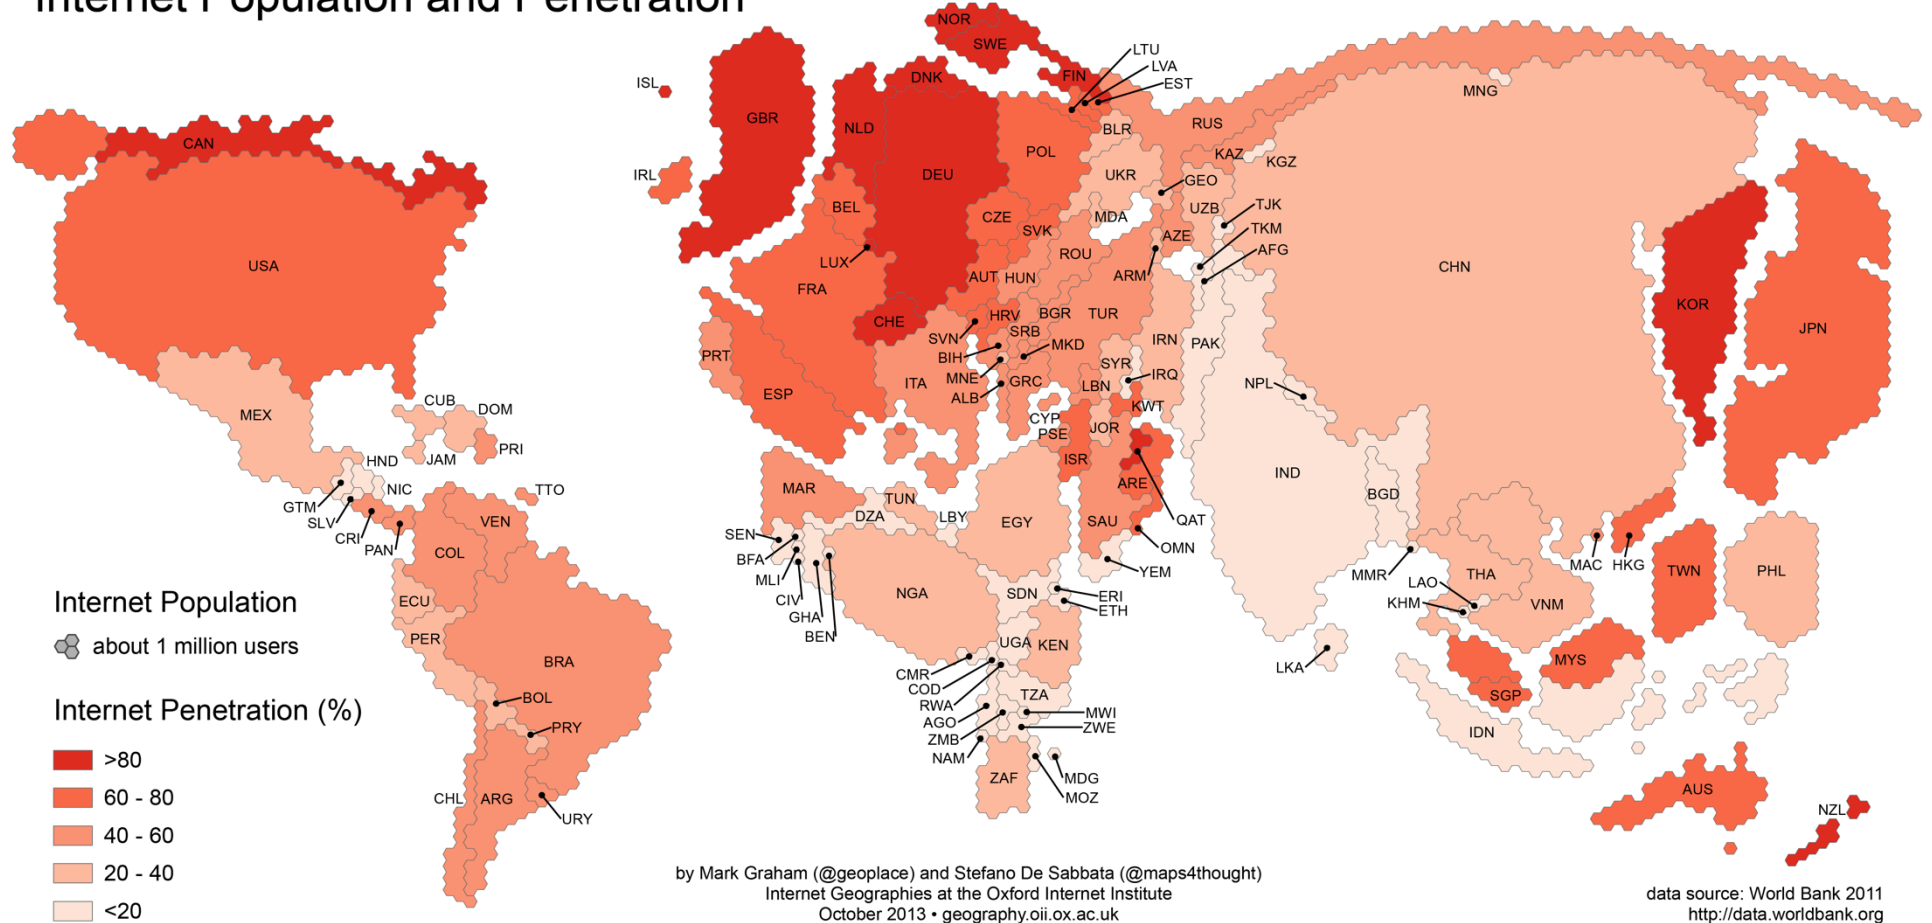 Internet Population and Penetration
NOR
SWE
LTU
LVA
FIN
EST
ISL
DNK
MNG
GBR
NLD
BLR
RUS
CAN
POL
KAZ
KGZ
IRL
DEU
UKR
GEO
BEL
CZE
MDA
UZB
TJK
SVK
AZE
TKM
ROU
AFG
USA
LUX
AUT
HUN
ARM
CHN
FRA
KOR
CHE
HRV
BGR
TUR
JPN
SVN
SRB
IRN
PAK
PRT
BIH
MKD
SYR
MNE
ITA
GRC
LBN
IRQ
NPL
ESP
ALB
CUB
DOM
MEX
CYP
KWT
PSE
JOR
PRI
HND
JAM
ISR
IND
NIC
MAR
ARE
BGD
TTO
GTM
TUN
SLV
VEN
DZA
LBY
EGY
SAU
QAT
CRI
SEN
OMN
PAN
COL
BFA
MAC
HKG
MLI
YEM
MMR
THA
TWN
PHL
LAO
CIV
NGA
SDN
ERI
KHM
VNM
ECU
GHA
ETH
BEN
PER
UGA
KEN
BRA
LKA
MYS
CMR
COD
SGP
BOL
RWA
TZA
AGO
MWI
PRY
ZMB
ZWE
IDN
NAM
ZAF
MDG
CHL
ARG
MOZ
AUS
URY
NZL
Internet Population
about 1 million users
Internet Penetration (%)
>80
60 - 80
40 - 60
20 - 40
<20
by Mark Graham (@geoplace) and Stefano De Sabbata (@maps4thought)
Internet Geographies at the Oxford Internet Institute
October 2013 • geography.oii.ox.ac.uk
data source: World Bank 2011
http://data.worldbank.org